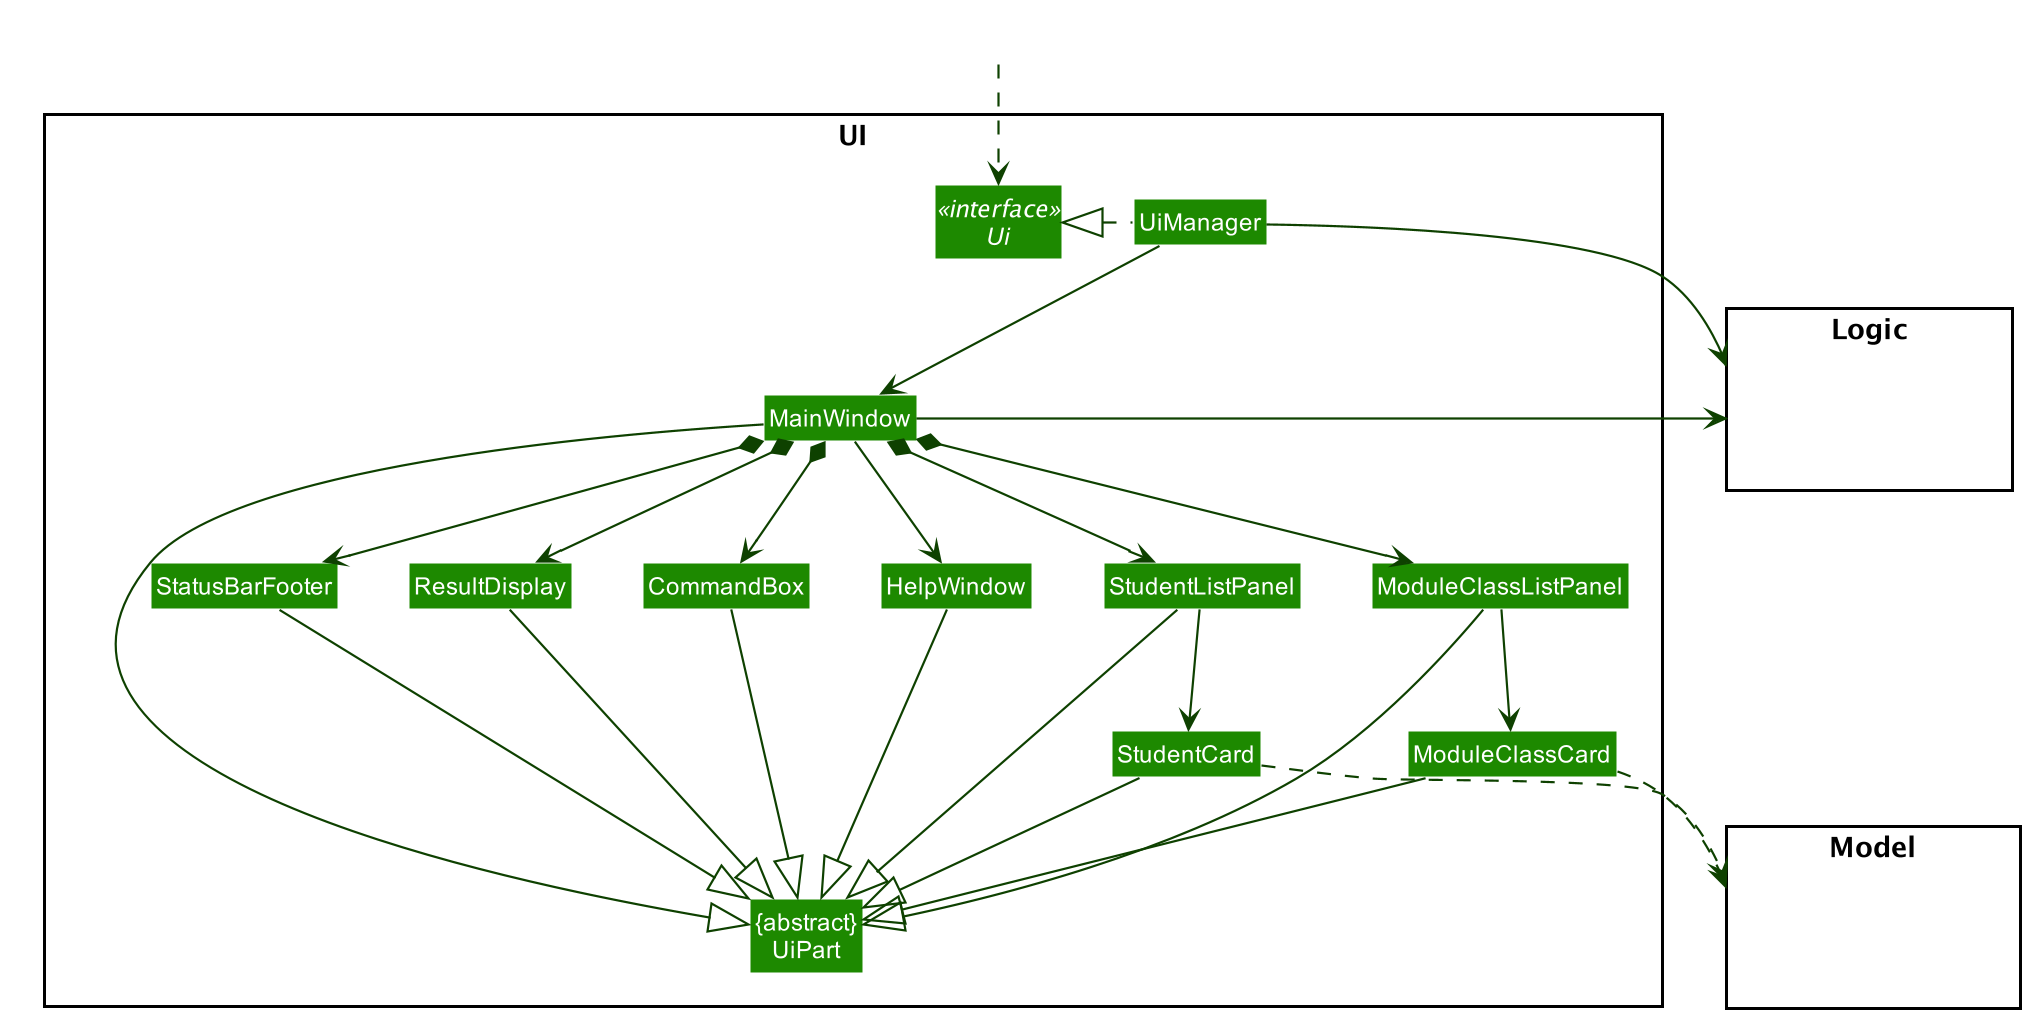 UI
«interface»
Ui
UiManager
Logic
MainWindow
StatusBarFooter
ResultDisplay
CommandBox
HelpWindow
StudentListPanel
ModuleClassListPanel
StudentCard
ModuleClassCard
Model
{abstract}
UiPart